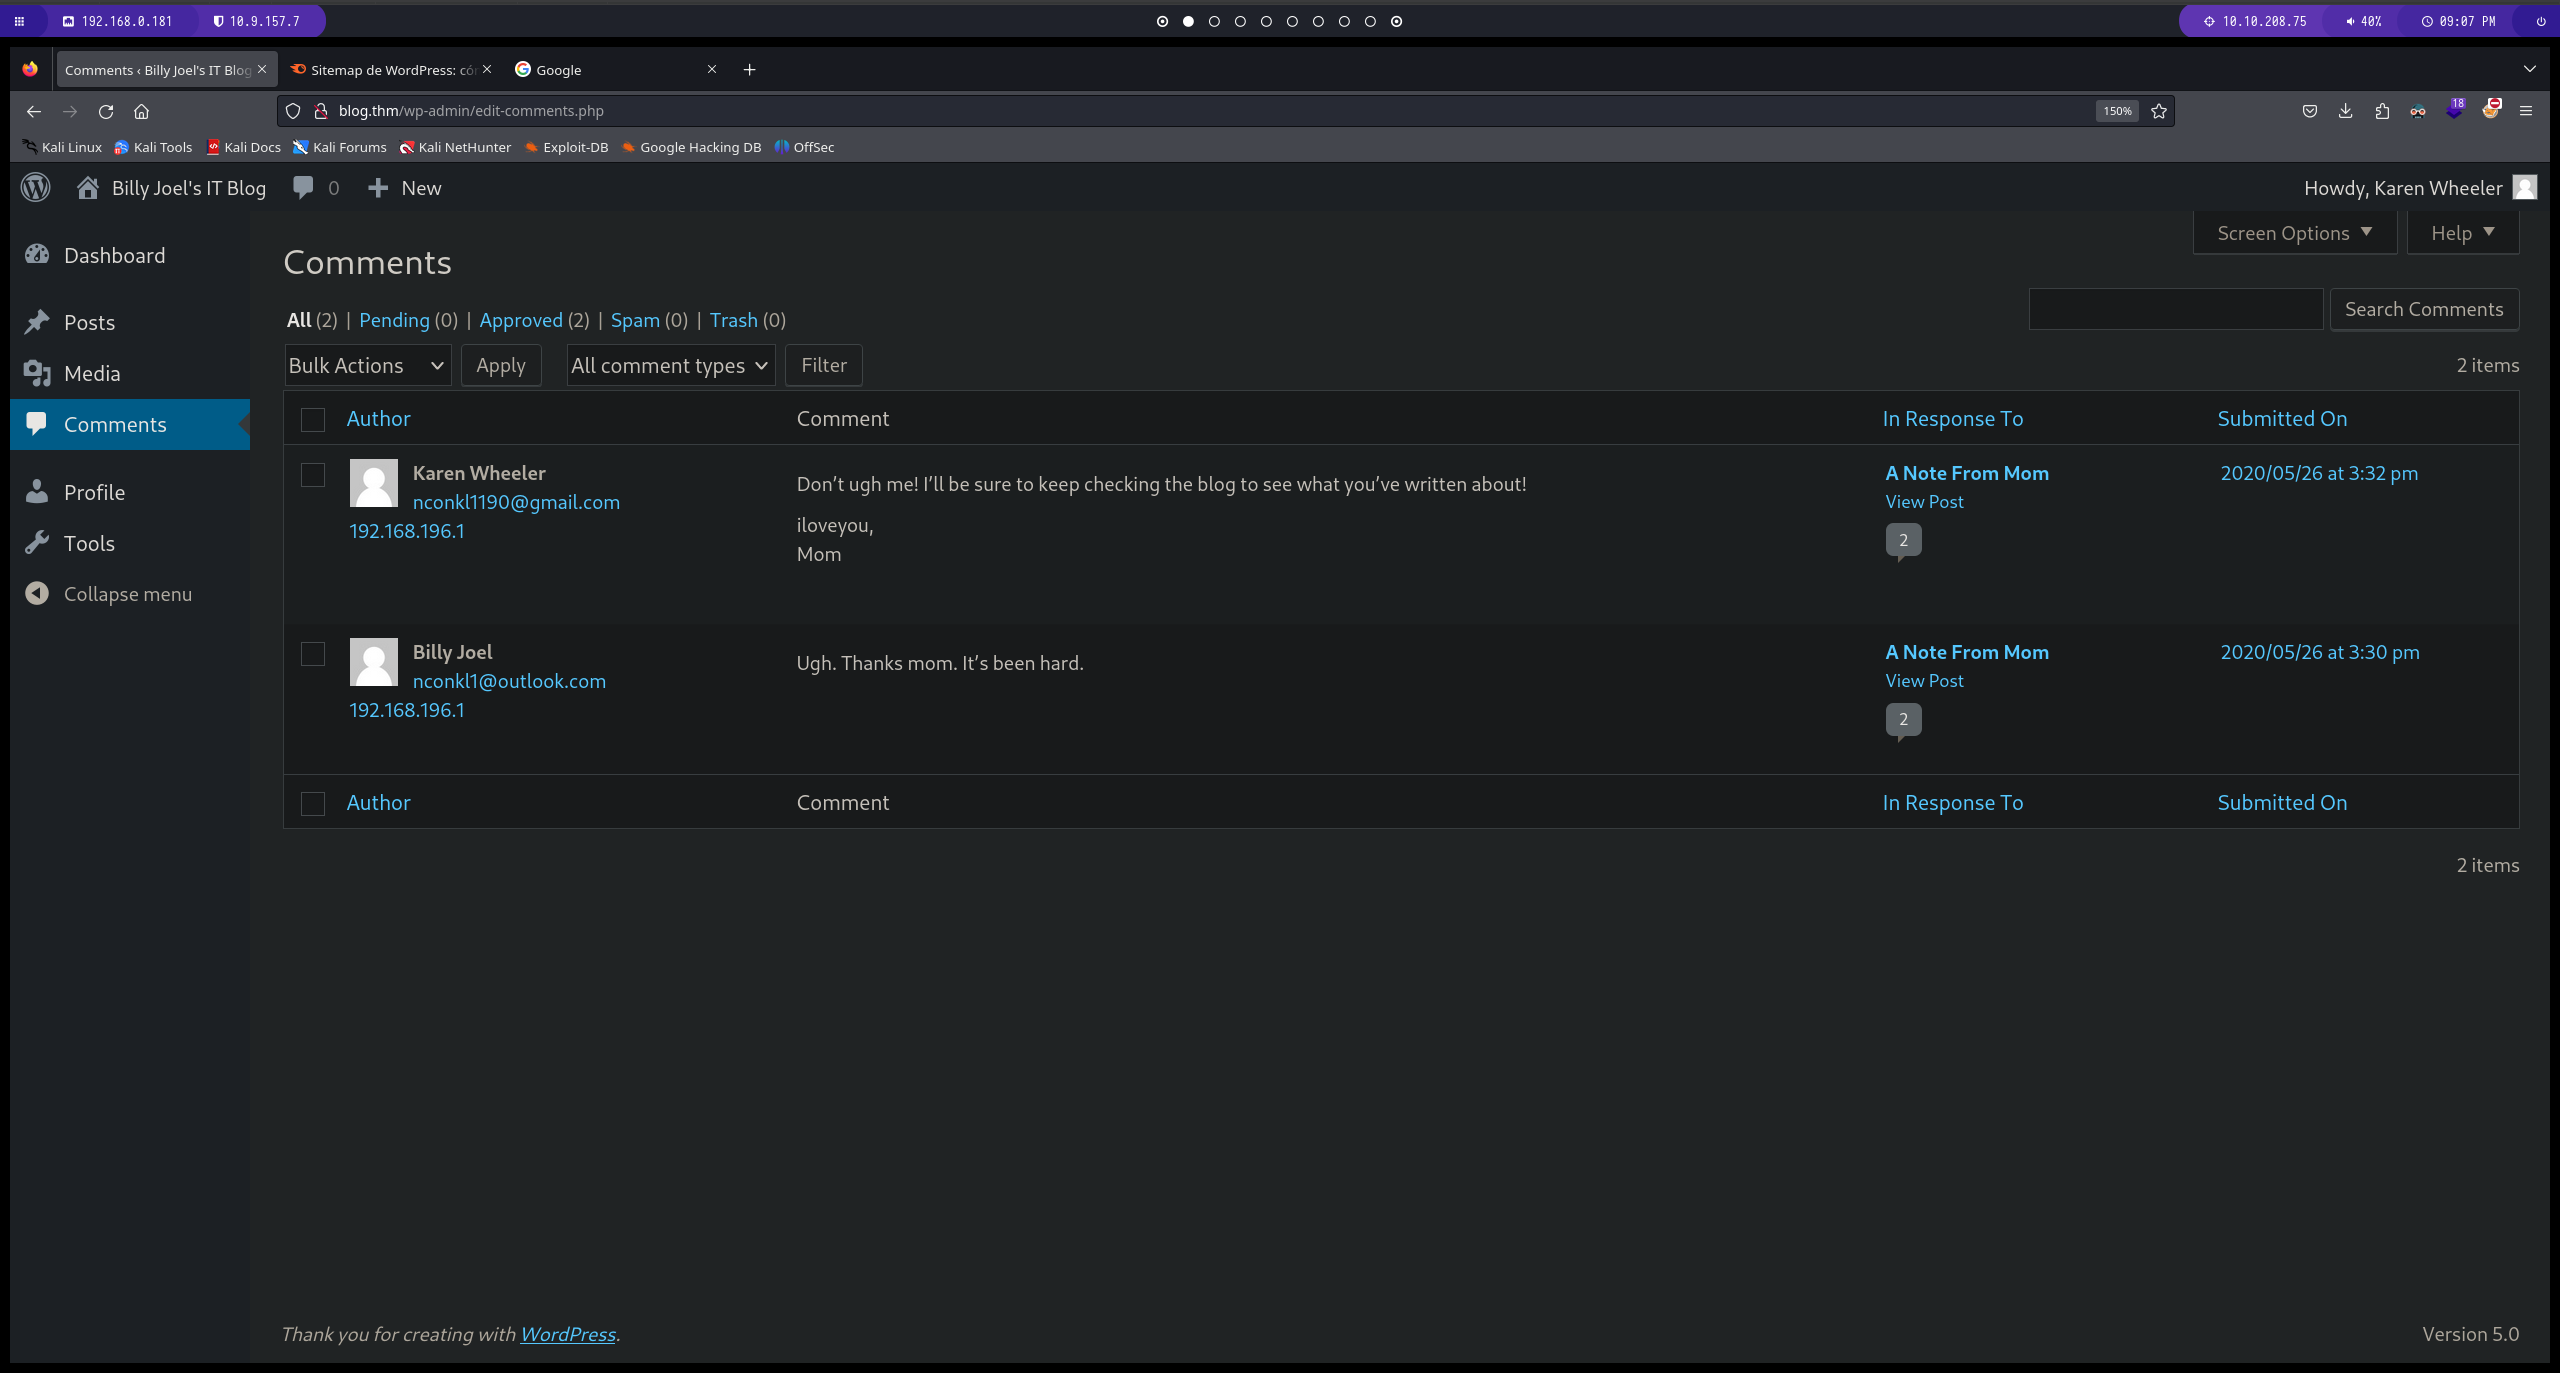 192.168.0.181 10.9.157.7 10.10.208.75 40% 09:07 PM
Comments ‹ Billy Joel's IT Blog Sitemap de WordPress: có Google
blog.thm/wp-admin/edit-comments.php 150% 18
Kali Linux Kali Tools Kali Docs Kali Forums Kali NetHunter Exploit-DB Google Hacking DB OffSec
Billy Joel's IT Blog 0 New Howdy, Karen Wheeler
Screen Options Help
Dashboard
Posts
Media
Comments
Profile
Tools
Collapse menu
Comments
All (2) | Pending (0) | Approved (2) | Spam (0) | Trash (0)
Search Comments
Bulk Actions Apply All comment types Filter 2 items
Author Comment In Response To Submitted On
Karen Wheeler
nconkl1190@gmail.com
192.168.196.1
Don’t ugh me! I’ll be sure to keep checking the blog to see what you’ve written about!
iloveyou,
Mom
A Note From Mom
View Post
2
2020/05/26 at 3:32 pm
Billy Joel
nconkl1@outlook.com
192.168.196.1
Ugh. Thanks mom. It’s been hard.
A Note From Mom
View Post
2
2020/05/26 at 3:30 pm
Author Comment In Response To Submitted On
2 items
Thank you for creating with WordPress. Version 5.0